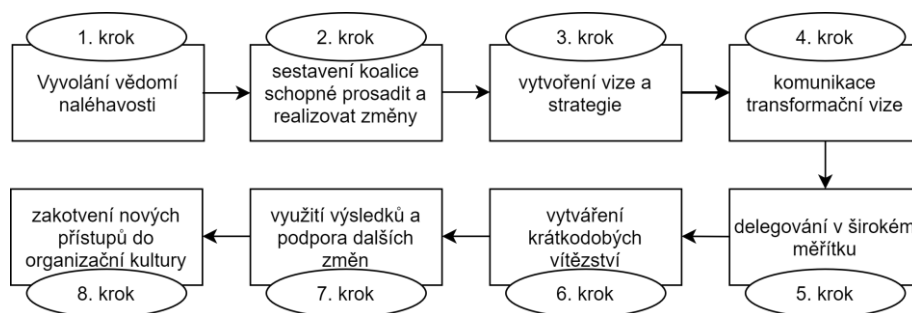 1. krok
Vyvolání vědomí
naléhavosti
2. krok
sestavení koalice
schopné prosadit a
realizovat změny
3. krok
vytvoření vize a
strategie
4. krok
komunikace
transformační vize
delegování v širokém
měřítku
5. krok
vytváření
krátkodobých
vítězství
6. krok
využití výsledků a
podpora dalších
změn
7. krok
zakotvení nových
přístupů do
organizační kultury
8. krok